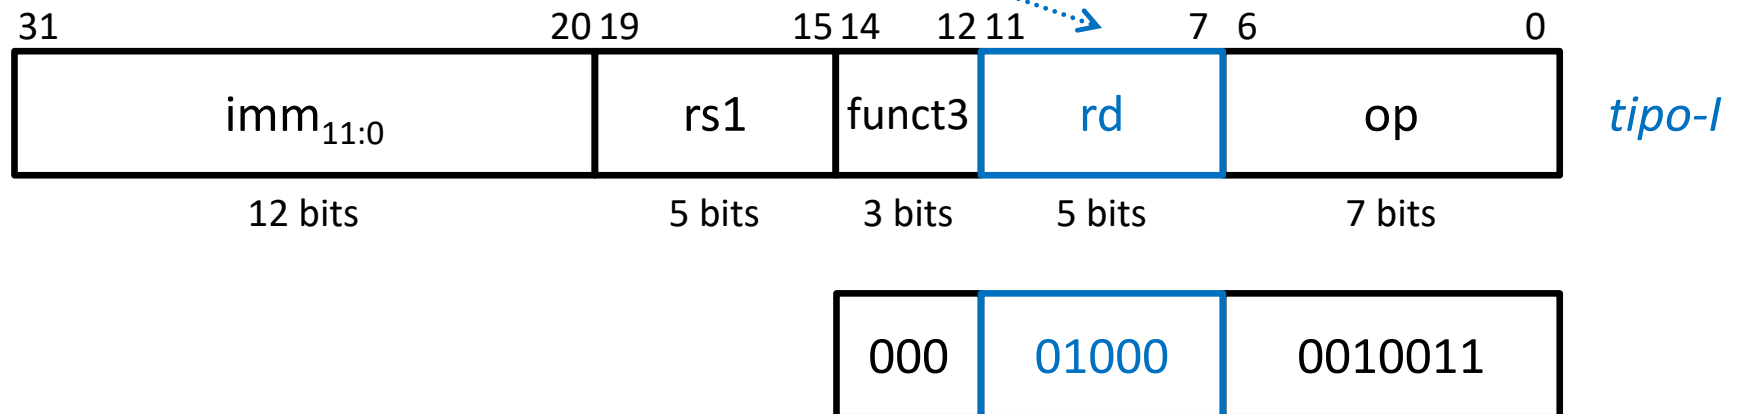 31 20 19 15 14 12 11 7 6 0
imm11:0 rs1 funct3 rd op tipo-I
12 bits 5 bits 3 bits 5 bits 7 bits
000 01000 0010011